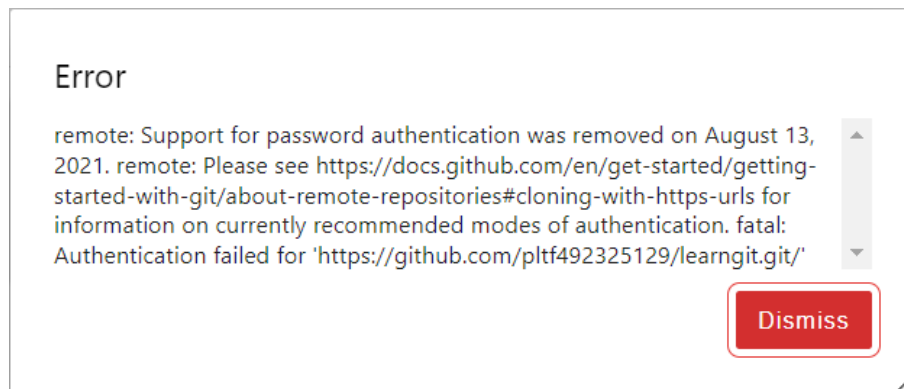 Error
remote: Support for password authentication was removed on August 13,
2021. remote: Please see https://docs.github.com/en/get-started/getting-
started-with-git/about-remote-repositories#cloning-with-https-urls for
information on currently recommended modes of authentication. fatal:
Authentication failed for 'https://github.com/pltf492325129/learngit.git/'
Dismiss